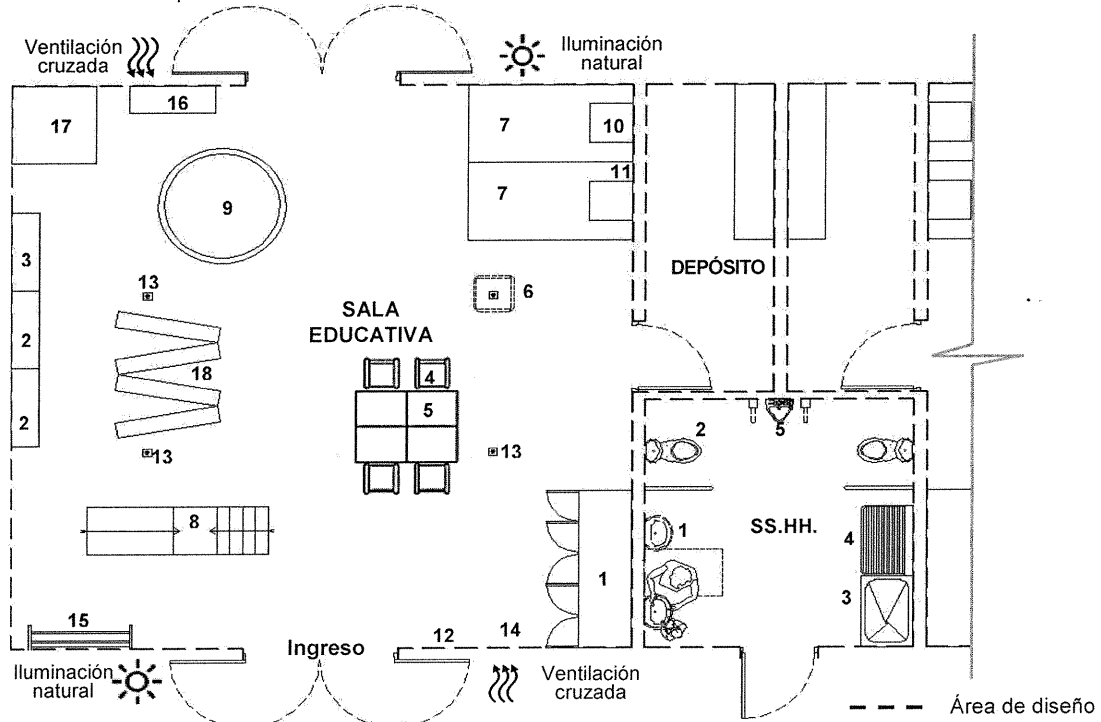 Ventilación
cruzada
Iluminación
natural
17
16
7
10
11
7
9
3
13
6
DEPÓSITO
SALA
EDUCATIVA
2
18
4
5
2
13
13
2
5
8
1
SS.HH.
4
1
3
15
12
14
Ingreso
Iluminación
natural
Ventilación
cruzada
Área de diseño